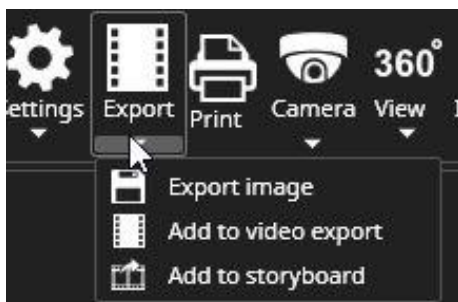 360°
ettings Export Print Camera View
Export image
Add to video export
Add to storyboard